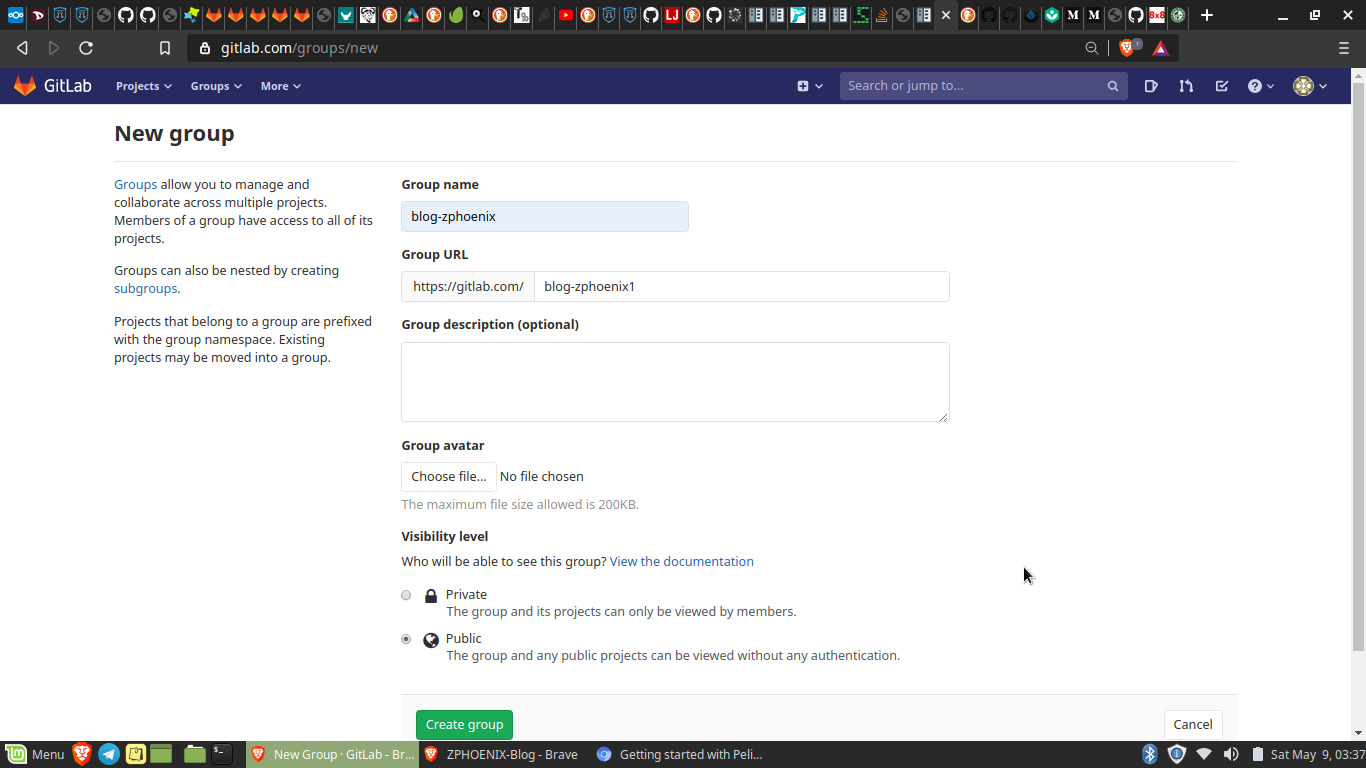 8x8
gitlab.com/groups/new
1
GitLab Projects Groups More Search or jump to...
New group
Groups allow you to manage and
collaborate across multiple projects.
Members of a group have access to all of its
projects.
Groups can also be nested by creating
subgroups.
Projects that belong to a group are prefixed
with the group namespace. Existing
projects may be moved into a group.
Group name
blog-zphoenix
Group URL
https://gitlab.com/ blog-zphoenix1
Group description (optional)
Group avatar
Choose file... No file chosen
The maximum file size allowed is 200KB.
Visibility level
Who will be able to see this group? View the documentation
Private
The group and its projects can only be viewed by members.
Public
The group and any public projects can be viewed without any authentication.
Create group Cancel
Menu New Group · GitLab - Br... ZPHOENIX-Blog - Brave Getting started with Peli... Sat May 9, 03:37